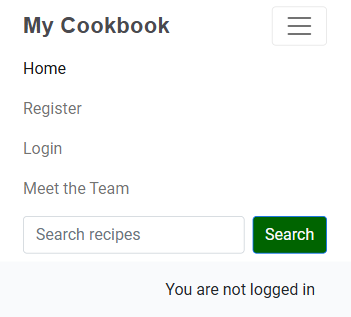 My Cookbook
Home
Register
Login
Meet the Team
Search recipes Search
You are not logged in